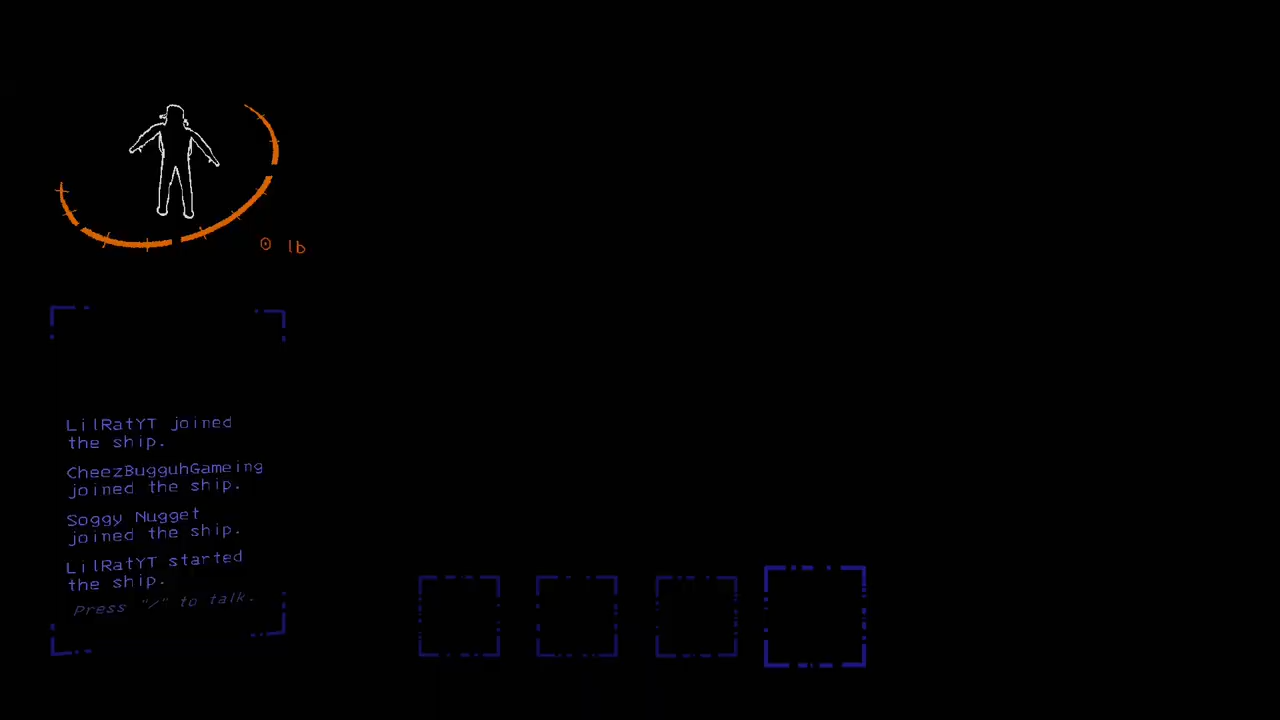 0 lb
LilRatYT joined
the ship.
CheezBugguhGameing
joined the ship.
Soggy Nugget
joined the ship.
LilRatYT started
the ship.
Press "/" to talk.